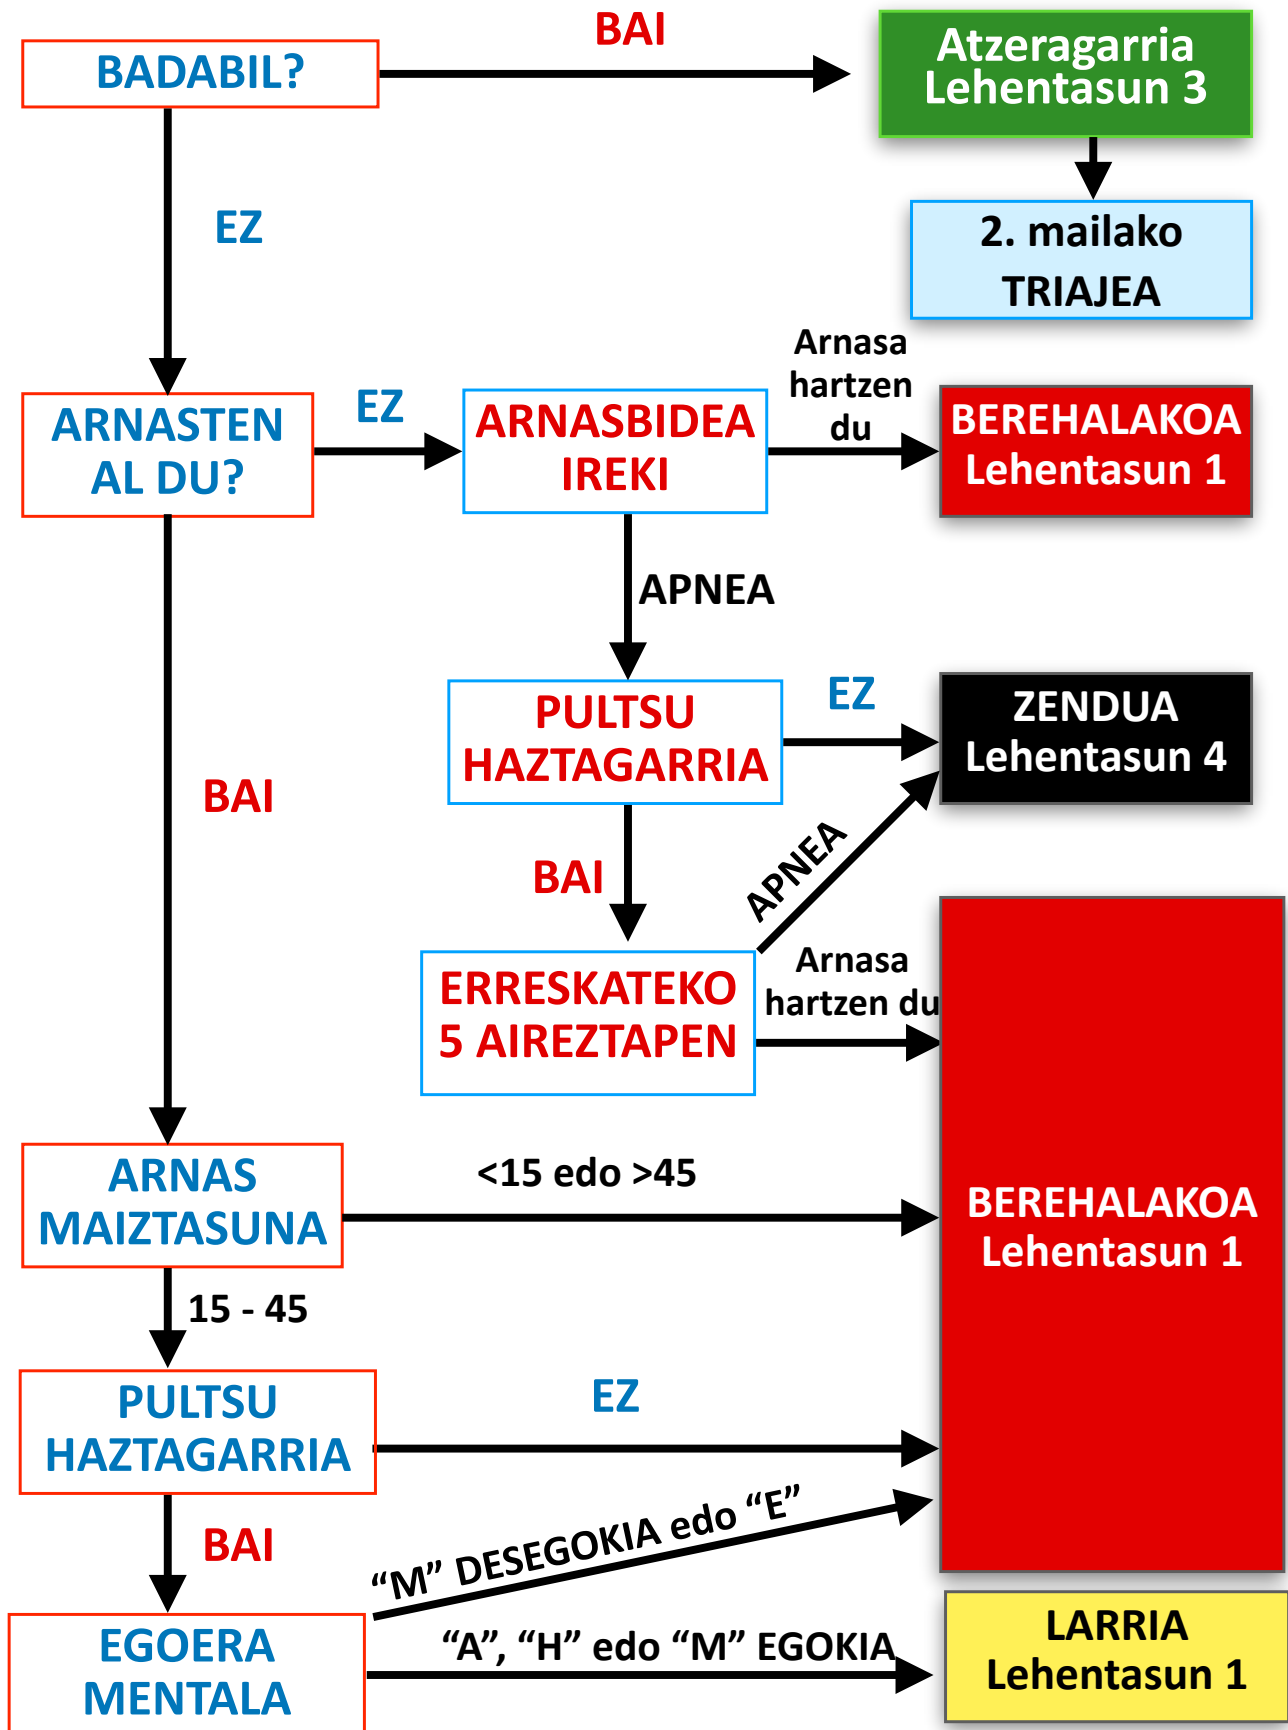 BAI
BADABIL?
Atzeragarria
Lehentasun 3
EZ
2. mailako
TRIAJEA
Arnasa
hartzen
du
ARNASTEN
AL DU?
EZ
ARNASBIDEA
IREKI
BEREHALAKOA
Lehentasun 1
APNEA
PULTSU
HAZTAGARRIA
EZ
ZENDUA
Lehentasun 4
BAI
BAI
APNEA
ERRESKATEKO
5 AIREZTAPEN
Arnasa
hartzen du
ARNAS
MAIZTASUNA
<15 edo >45
BEREHALAKOA
Lehentasun 1
15 - 45
PULTSU
HAZTAGARRIA
EZ
BAI
“M” DESEGOKIA edo “E”
EGOERA
MENTALA
“A”, “H” edo “M” EGOKIA
LARRIA
Lehentasun 1